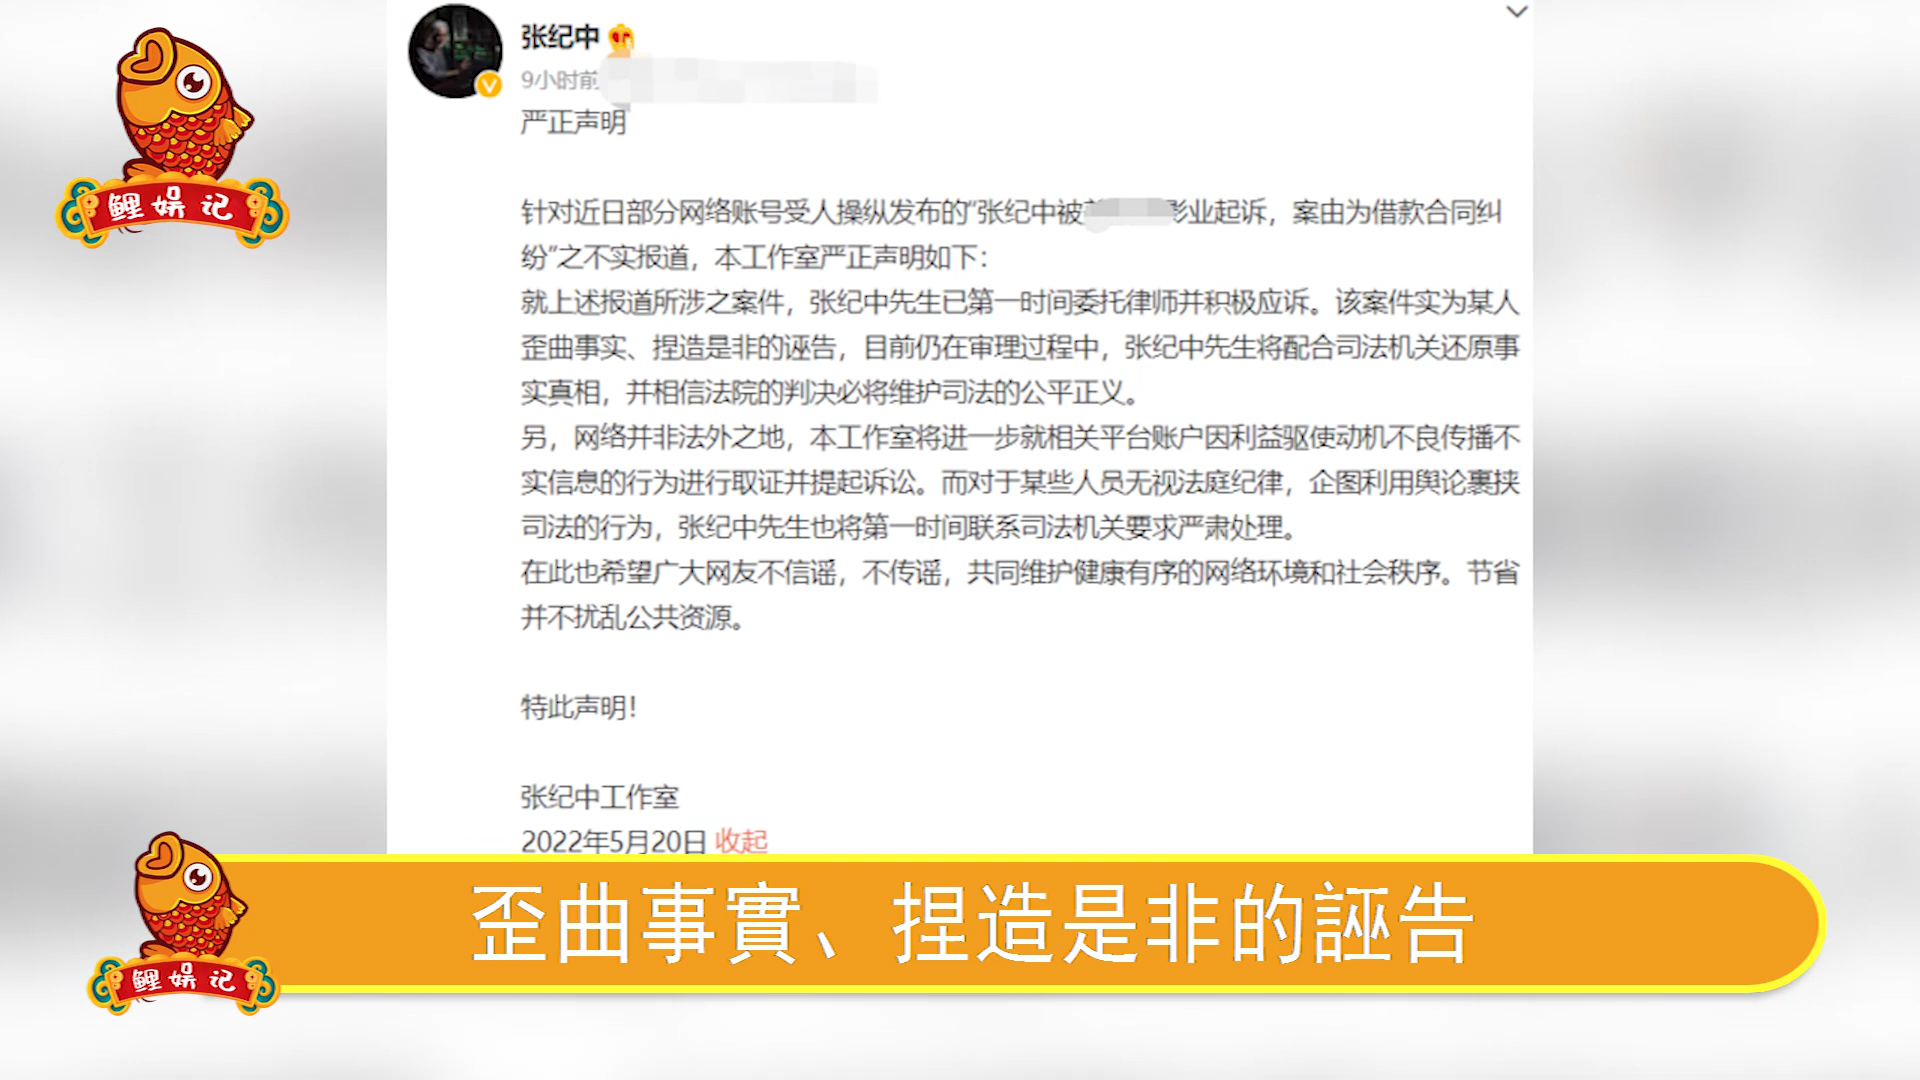 鲤娱记
张纪中
9小时前
严正声明
针对近日部分网络账号受人操纵发布的“张纪中被影业起诉，案由为借款合同纠
纷”之不实报道，本工作室严正声明如下：
就上述报道所涉之案件，张纪中先生已第一时间委托律师并积极应诉。该案件实为某人
歪曲事实、捏造是非的诬告，目前仍在审理过程中，张纪中先生将配合司法机关还原事
实真相，并相信法院的判决必将维护司法的公平正义。
另，网络并非法外之地，本工作室将进一步就相关平台账户因利益驱使动机不良传播不
实信息的行为进行取证并提起诉讼。而对于某些人员无视法庭纪律，企图利用舆论裹挟
司法的行为，张纪中先生也将第一时间联系司法机关要求严肃处理。
在此也希望广大网友不信谣，不传谣，共同维护健康有序的网络环境和社会秩序。节省
并不扰乱公共资源。
特此声明！
张纪中工作室
2022年5月20日 收起
歪曲事實、捏造是非的誣告
鲤娱记